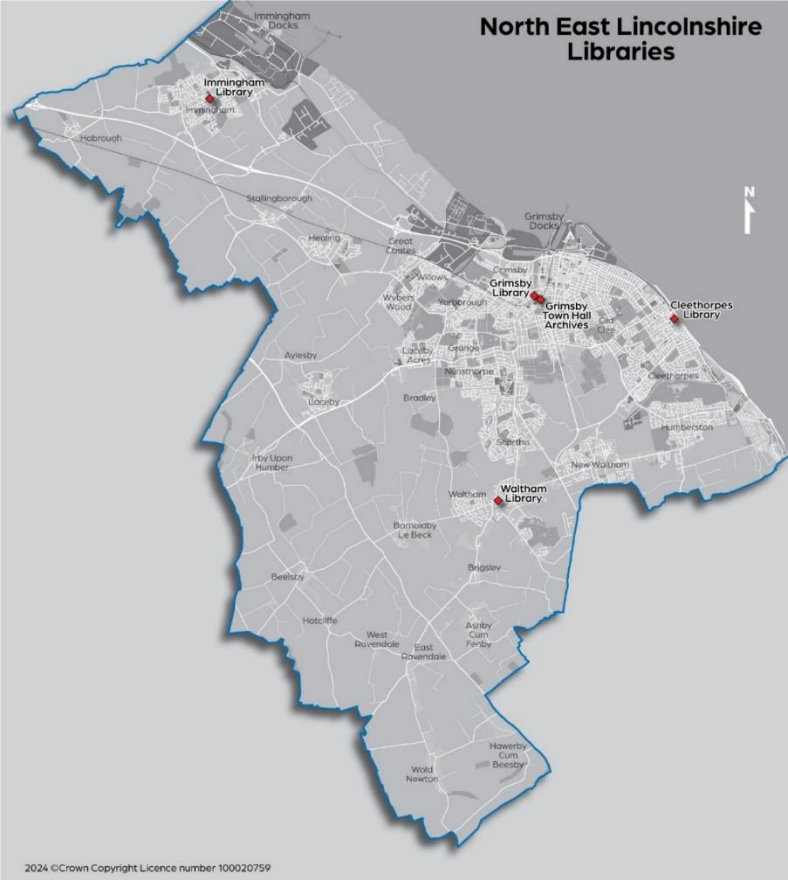 North East Lincolnshire
Libraries
Immingham
Docks
Immingham
Library
Immingham
Habrough
N
Stallingborough
Grimsby
Docks
Healing
Great
Coates
Grimsby
Willows
Grimsby
Library
Wybers
Wood
Yarborough
Grimsby
Town Hall
Archives
Cleethorpes
Library
Old
Clee
Aylesby
Laceby
Acres
Grange
Nunsthorpe
Cleethorpes
Laceby
Bradley
Humberston
Scartho
Irby Upon
Humber
New Waltham
Waltham
Waltham
Library
Barnoldby
Le Beck
Brigsley
Beelsby
Hatcliffe
West
Ravendale
East
Ravendale
Ashby
Cum
Fenby
Hawerby
Cum
Beesby
Wold
Newton
2024 ©Crown Copyright Licence number 100020759